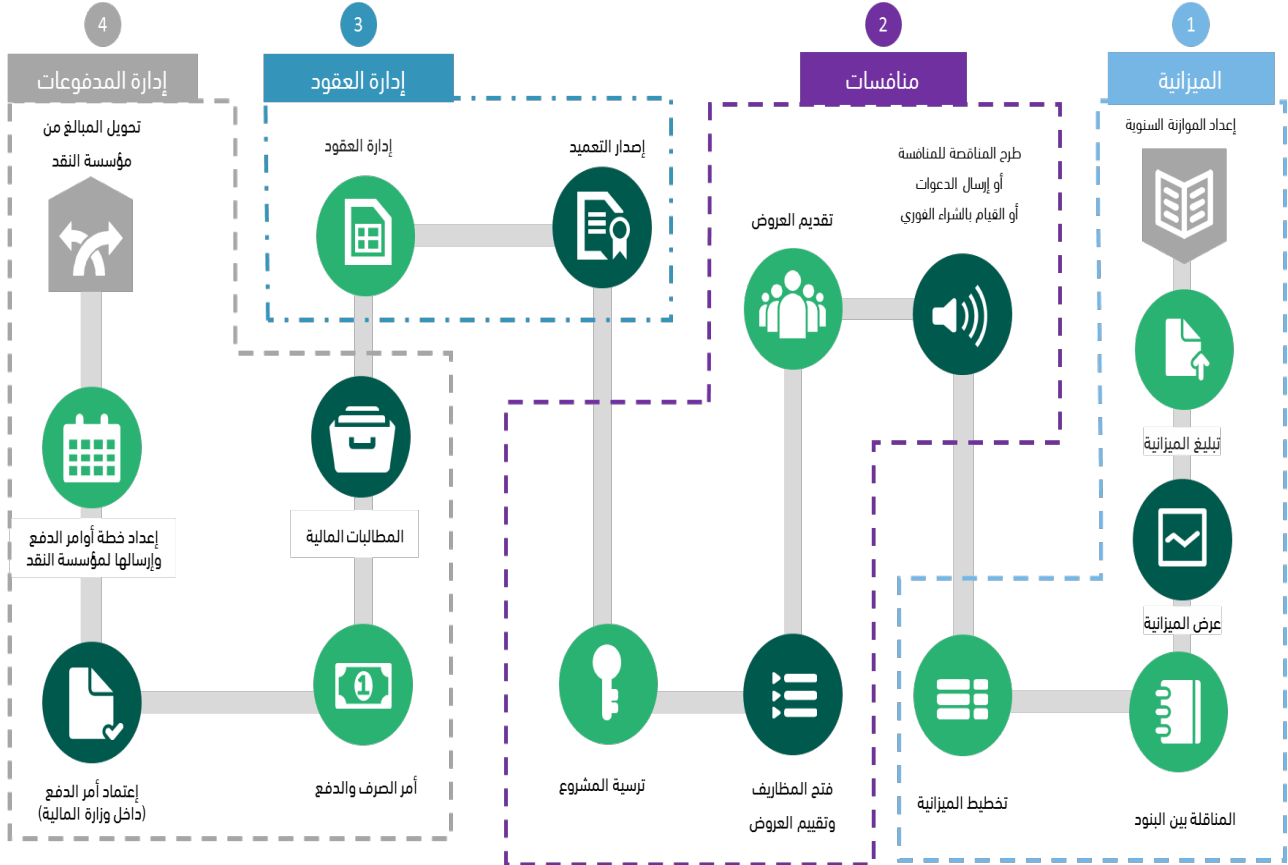 1
الميزانية
إعداد الموازنة السنوية
تبليغ الميزانية
عرض الميزانية
المناقلة بين البنود
تخطيط الميزانية
2
منافسات
طرح المناقصة للمنافسة
أو إرسال الدعوات
أو القيام بالشراء الفوري
تقديم العروض
فتح المظاريف
وتقييم العروض
ترسية المشروع
3
إدارة العقود
إصدار التعميد
إدارة العقود
4
إدارة المدفوعات
المطالبات المالية
1
أمر الصرف والدفع
إعتماد أمر الدفع
(داخل وزارة المالية)
إعداد خطة أوامر الدفع
وإرسالها لمؤسسة النقد
تحويل المبالغ من
مؤسسة النقد